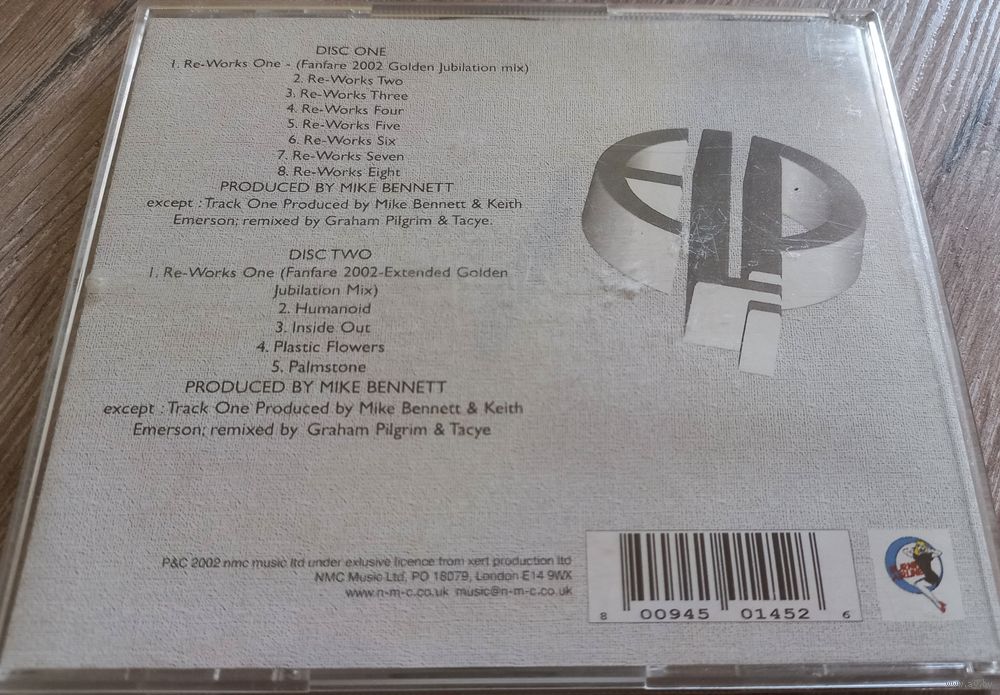 DISC ONE
1. Re-Works One - (Fanfare 2002 Golden Jubilation mix)
2. Re-Works Two
3. Re-Works Three
4. Re-Works Four
5. Re-Works Five
6. Re-Works Six
7. Re-Works Seven
8. Re-Works Eight
PRODUCED BY MIKE BENNETT
except : Track One Produced by Mike Bennett & Keith
Emerson; remixed by Graham Pilgrim & Tacye.
DISC TWO
1. Re-Works One (Fanfare 2002-Extended Golden
Jubilation Mix)
2. Humanoid
3. Inside Out
4. Plastic Flowers
5. Palmstone
PRODUCED BY MIKE BENNETT
except : Track One Produced by Mike Bennett & Keith
Emerson; remixed by Graham Pilgrim & Tacye
ELP
P&C 2002 nmc music ltd under exlusive licence from xert production ltd
NMC Music Ltd, PO 18079, London E14 9WX
www.n-m-c.co.uk music@n-m-c.co.uk
8 00945 01452 6